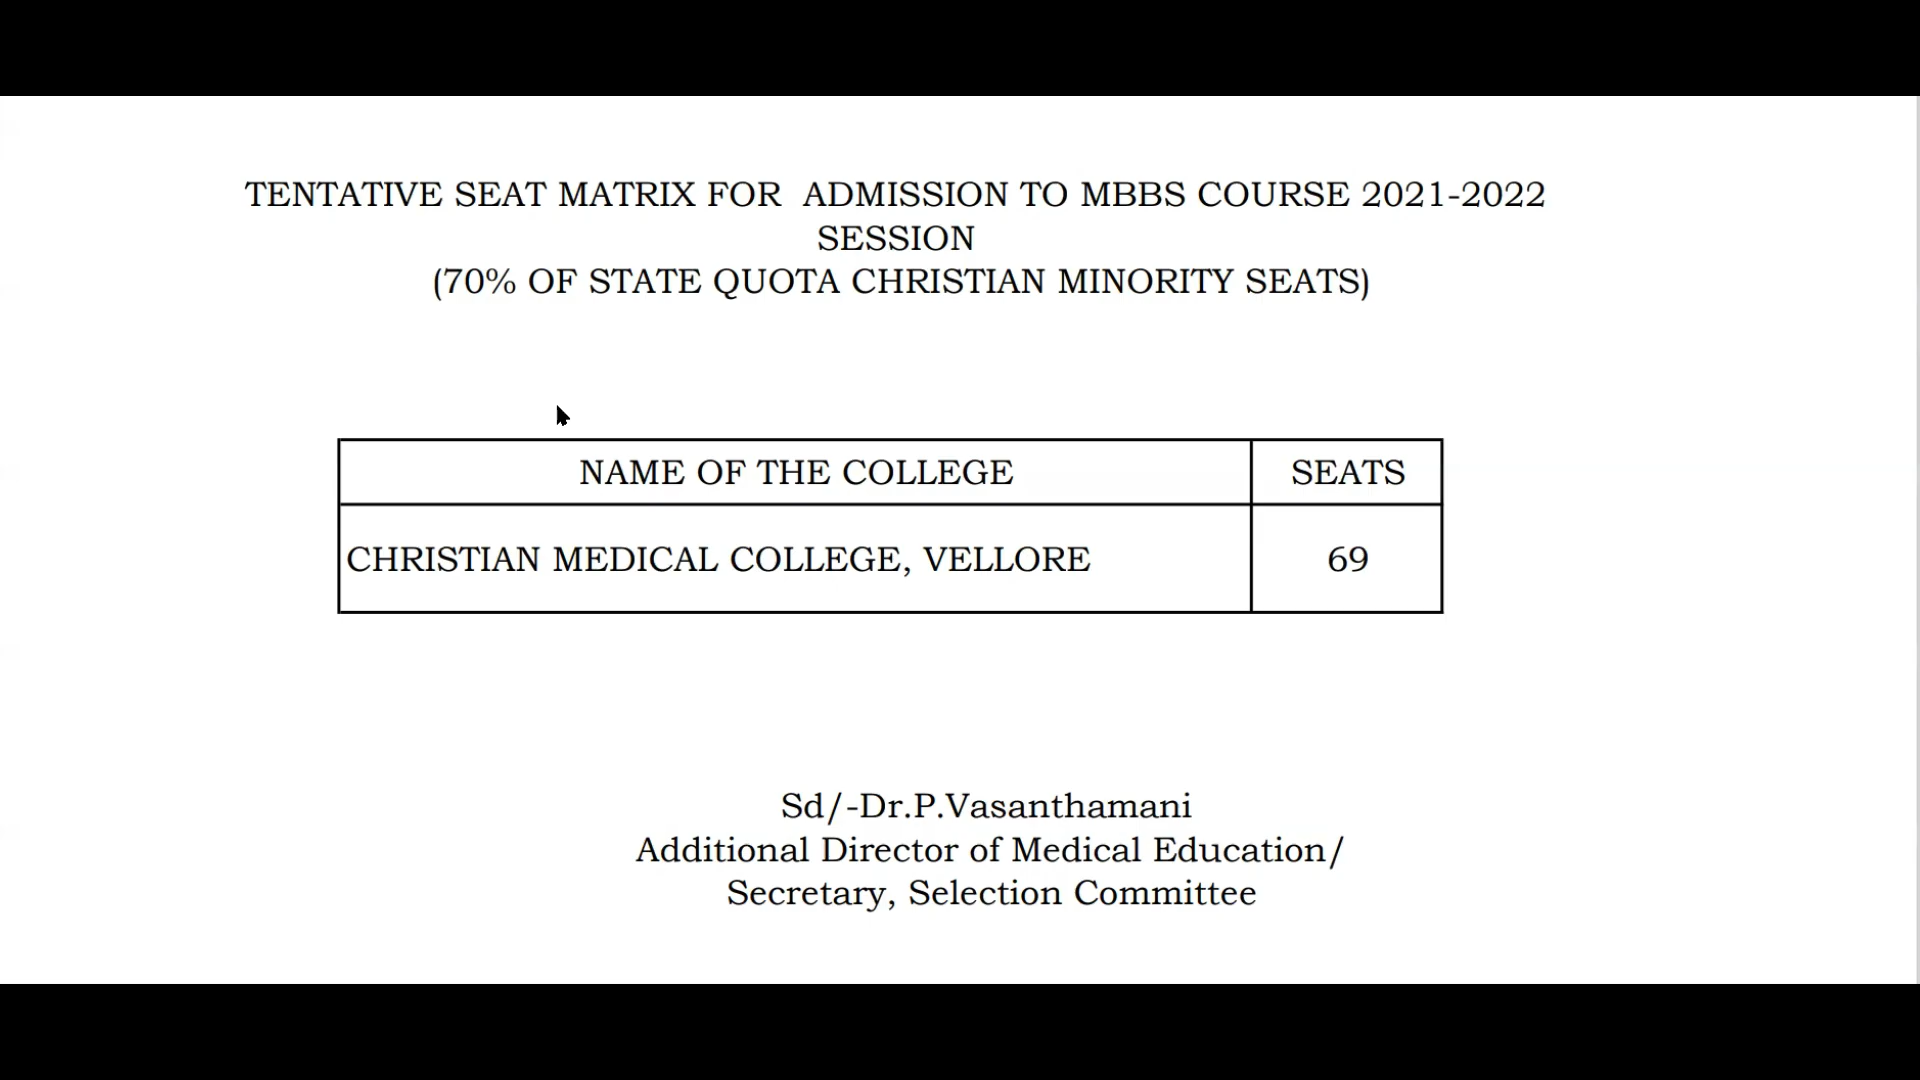 TENTATIVE SEAT MATRIX FOR  ADMISSION TO MBBS COURSE 2021-2022
SESSION
(70% OF STATE QUOTA CHRISTIAN MINORITY SEATS)
NAME OF THE COLLEGE SEATS
CHRISTIAN MEDICAL COLLEGE, VELLORE 69
Sd/-Dr.P.Vasanthamani
Additional Director of Medical Education/
Secretary, Selection Committee